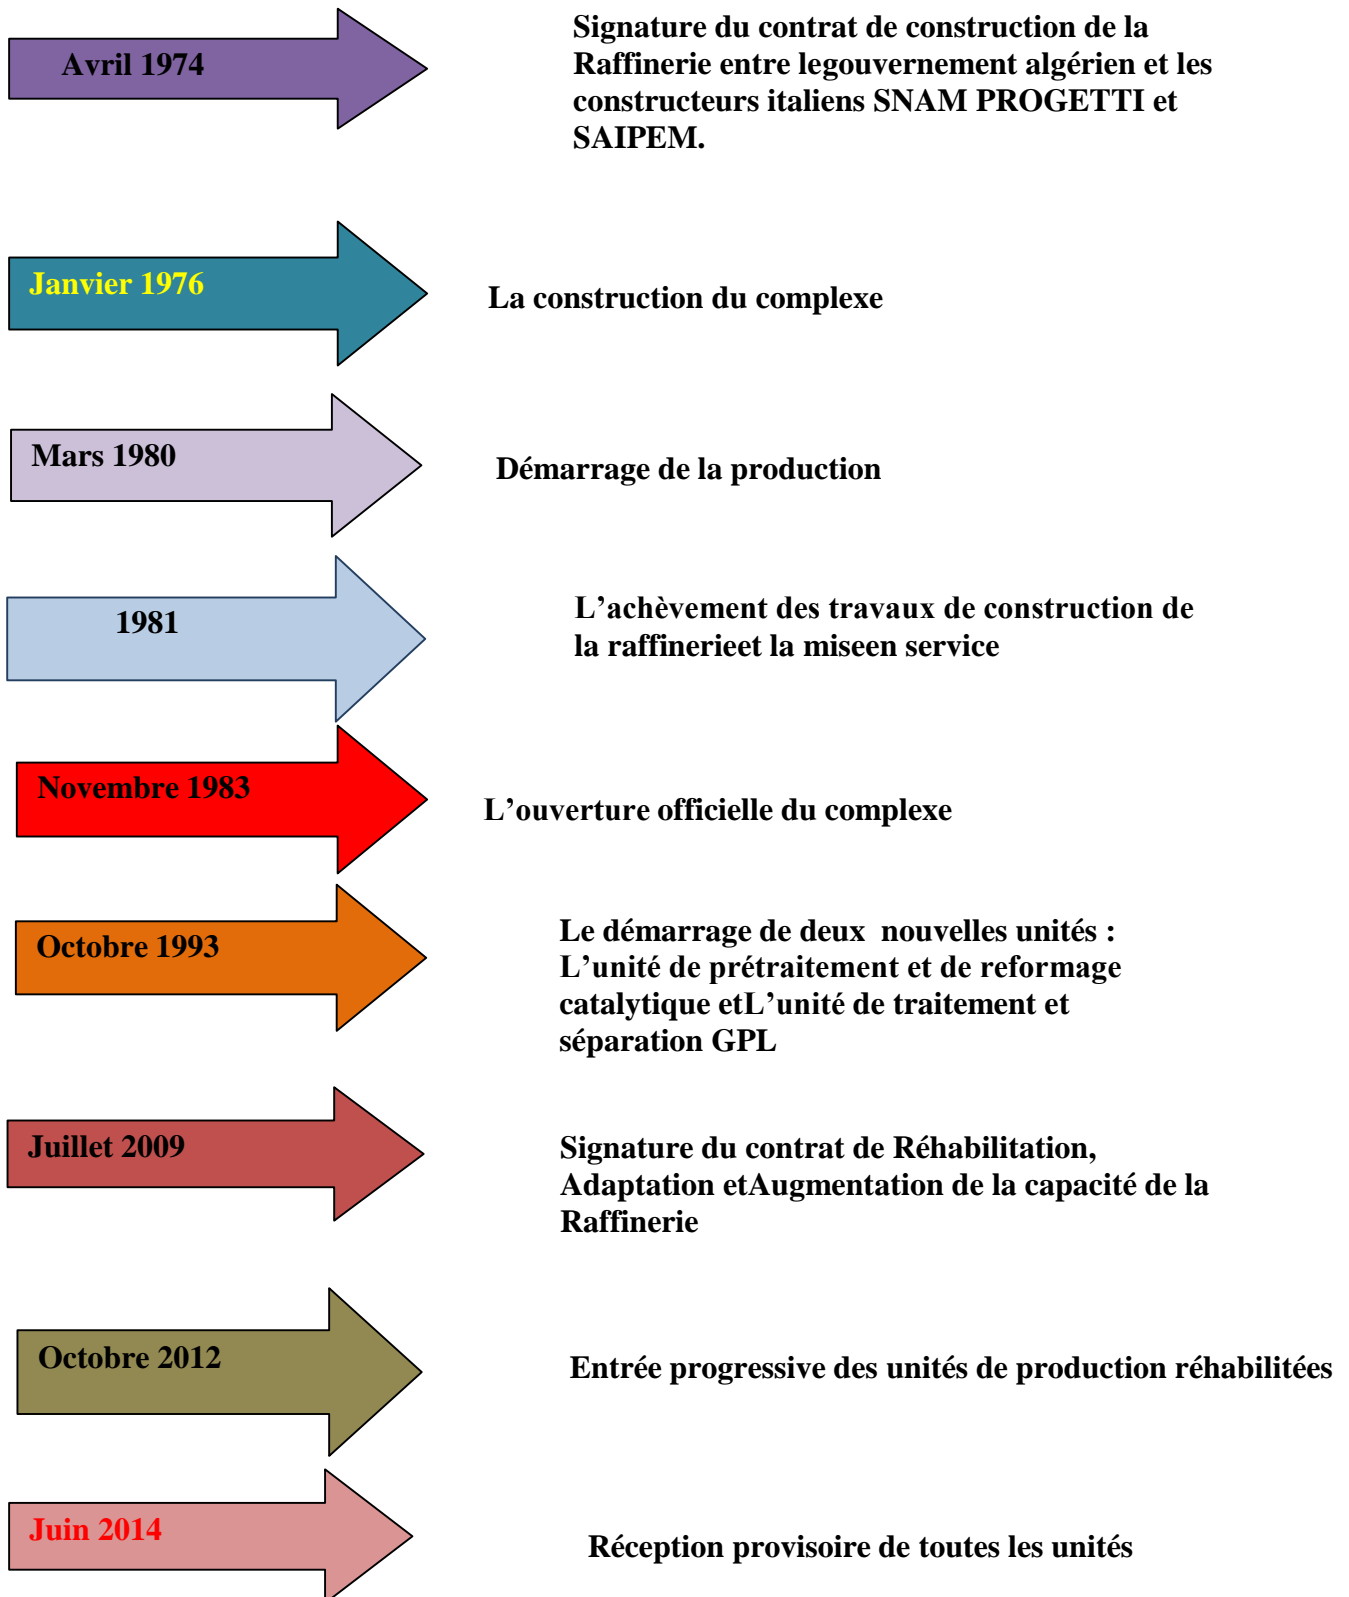 Avril 1974
Signature du contrat de construction de la
Raffinerie entre legouvernement algérien et les
constructeurs italiens SNAM PROGETTI et
SAIPEM.
Janvier 1976
La construction du complexe
Mars 1980
Démarrage de la production
1981
L’achèvement des travaux de construction de
la raffinerieet la miseen service
Novembre 1983
L’ouverture officielle du complexe
Octobre 1993
Le démarrage de deux  nouvelles unités :
L’unité de prétraitement et de reformage
catalytique etL’unité de traitement et
séparation GPL
Juillet 2009
Signature du contrat de Réhabilitation,
Adaptation etAugmentation de la capacité de la
Raffinerie
Octobre 2012
Entrée progressive des unités de production réhabilitées
Juin 2014
Réception provisoire de toutes les unités